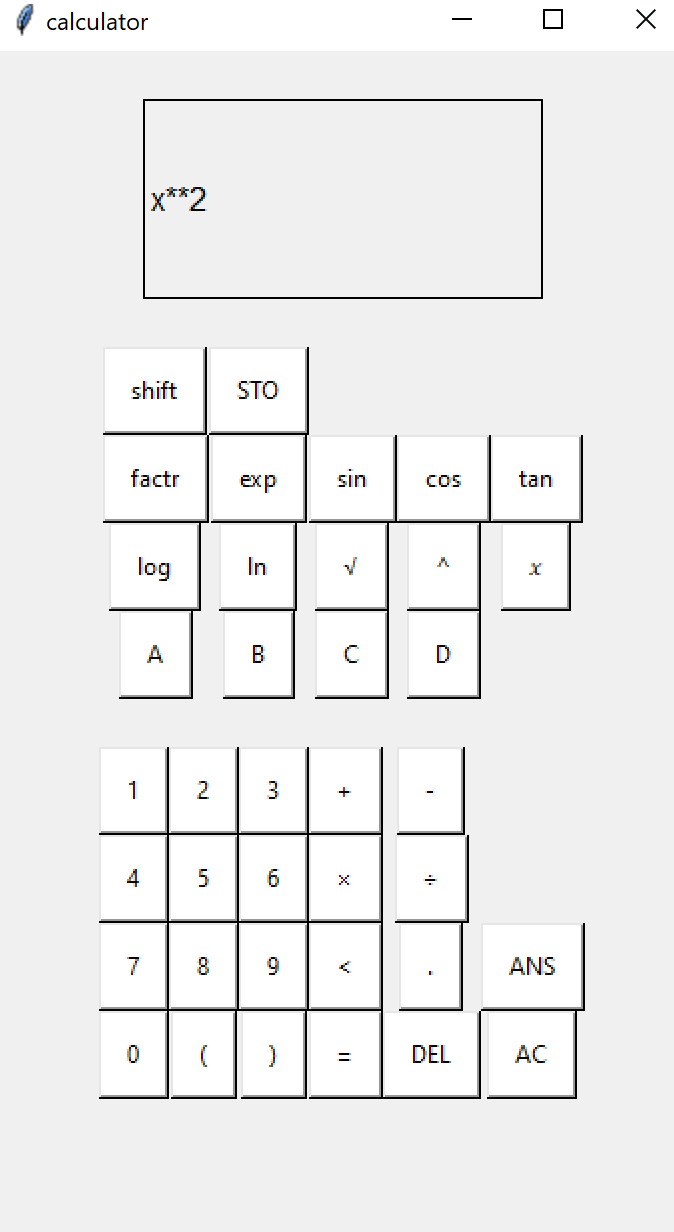 calculator
x**2
shift STO
factr exp sin cos tan
log ln √ ^ x
A B C D
1 2 3 + -
4 5 6 × ÷
7 8 9 < . ANS
0 ( ) = DEL AC